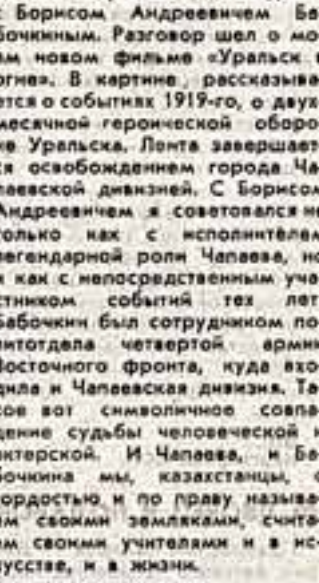 с Борисом Андреевичем Ба-
бочкиным. Разговор шел о мо-
ем новом фильме «Уральск в
огне». В картине рассказыва-
ется о событиях 1919-го, о двух-
месячной героической оборо-
не Уральска. Лента завершает-
ся освобождением города Ча-
паевской дивизией. С Борисом
Андреевичем я советовался не
только как с исполнителем
легендарной роли Чапаева, но
и как с непосредственным уча-
стником событий тех лет.
Бабочкин был сотрудником по-
литотдела четвертой армии
Восточного фронта, куда вхо-
дила и Чапаевская дивизия. Та-
кое вот символичное совпа-
дение судьбы человеческой и
актерской. И Чапаева, и Ба-
бочкина мы, казахстанцы, с
гордостью и по праву называ-
ем своими земляками, счита-
ем своими учителями и в ис-
кусстве, и в жизни.